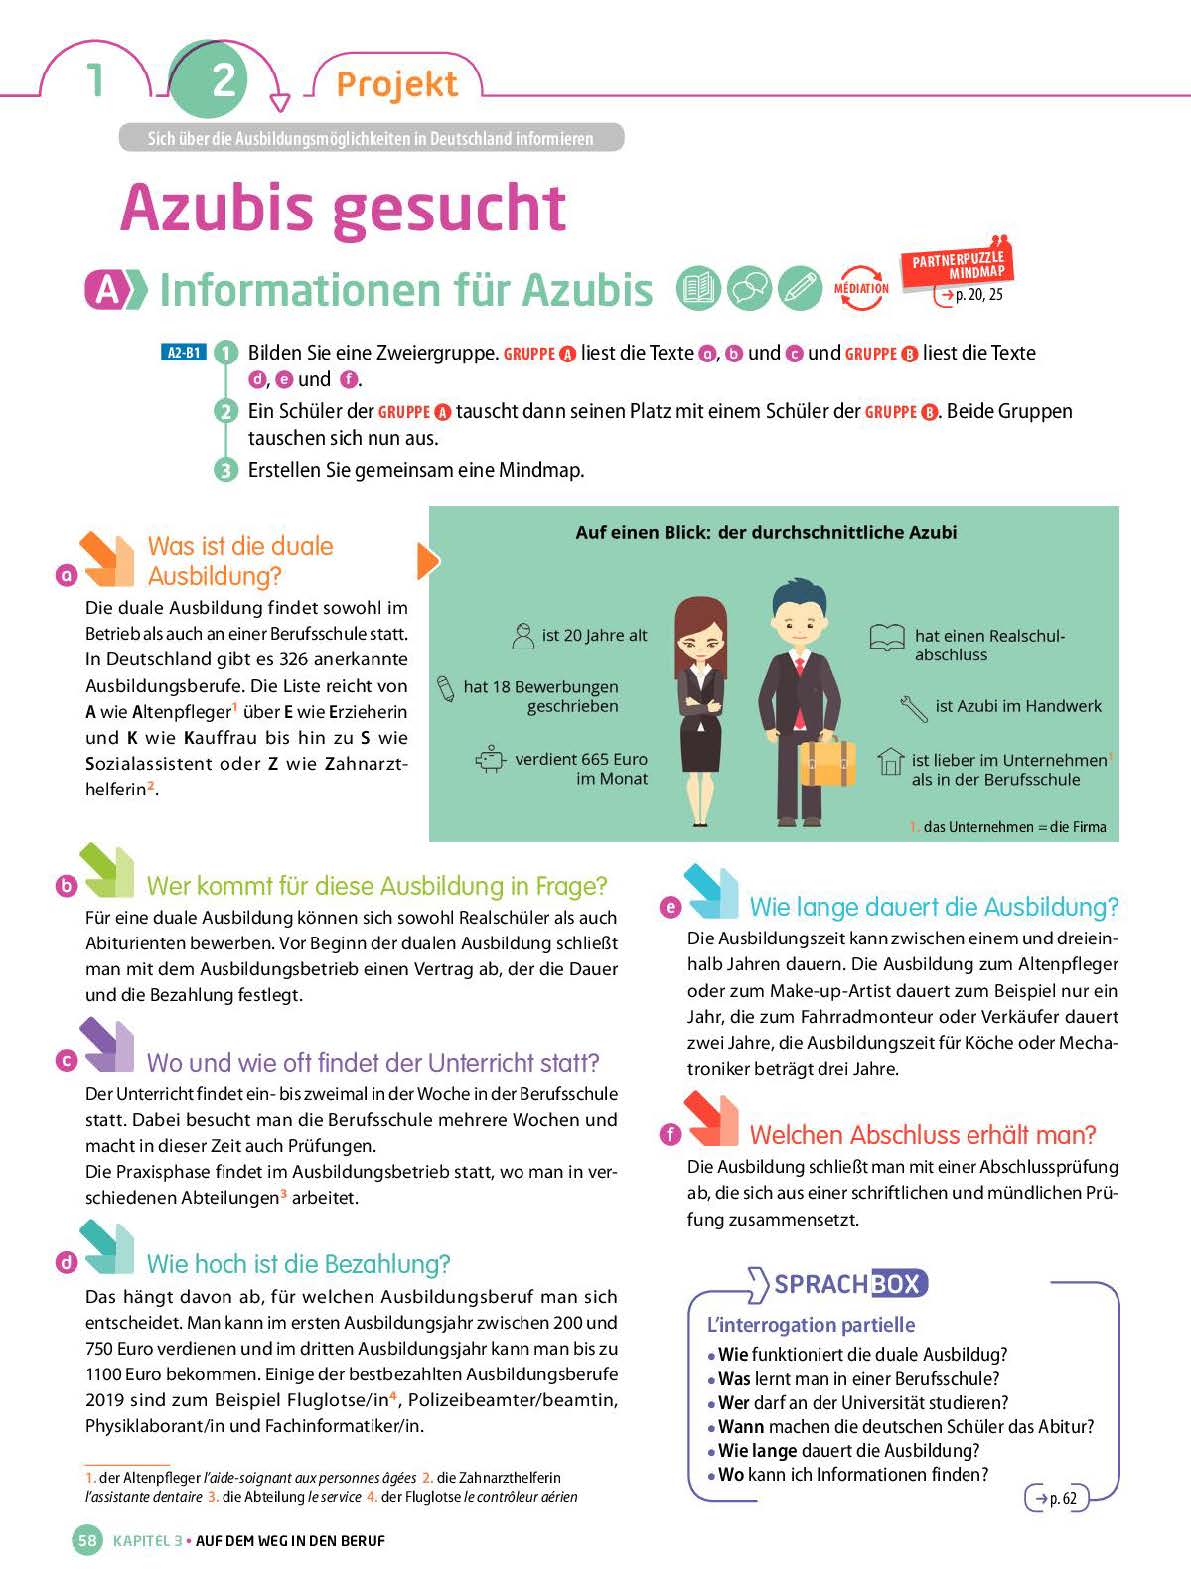 1
2
Projekt
Sich über die Ausbildungsmöglichkeiten in Deutschland informieren
Azubis gesucht
A Informationen für Azubis
MÉDIATION
PARTNERPUZZLE
MINDMAP
p. 20, 25
A2-B1
1 Bilden Sie eine Zweiergruppe. GRUPPE A liest die Texte a, b und c und GRUPPE B liest die Texte
d, e und f.
2 Ein Schüler der GRUPPE A tauscht dann seinen Platz mit einem Schüler der GRUPPE B. Beide Gruppen
tauschen sich nun aus.
3 Erstellen Sie gemeinsam eine Mindmap.
a Was ist die duale
Ausbildung?
Die duale Ausbildung findet sowohl im
Betrieb als auch an einer Berufsschule statt.
In Deutschland gibt es 326 anerkannte
Ausbildungsberufe. Die Liste reicht von
A wie Altenpfleger1 über E wie Erzieherin
und K wie Kauffrau bis hin zu S wie
Sozialassistent oder Z wie Zahnarzt-
helferin2.
Auf einen Blick: der durchschnittliche Azubi
ist 20 Jahre alt
hat 18 Bewerbungen
geschrieben
verdient 665 Euro
im Monat
hat einen Realschul-
abschluss
ist Azubi im Handwerk
ist lieber im Unternehmen1
als in der Berufsschule
1. das Unternehmen = die Firma
b Wer kommt für diese Ausbildung in Frage?
Für eine duale Ausbildung können sich sowohl Realschüler als auch
Abiturienten bewerben. Vor Beginn der dualen Ausbildung schließt
man mit dem Ausbildungsbetrieb einen Vertrag ab, der die Dauer
und die Bezahlung festlegt.
c Wo und wie oft findet der Unterricht statt?
Der Unterricht findet ein- bis zweimal in der Woche in der Berufsschule
statt. Dabei besucht man die Berufsschule mehrere Wochen und
macht in dieser Zeit auch Prüfungen.
Die Praxisphase findet im Ausbildungsbetrieb statt, wo man in ver-
schiedenen Abteilungen3 arbeitet.
d Wie hoch ist die Bezahlung?
Das hängt davon ab, für welchen Ausbildungsberuf man sich
entscheidet. Man kann im ersten Ausbildungsjahr zwischen 200 und
750 Euro verdienen und im dritten Ausbildungsjahr kann man bis zu
1100 Euro bekommen. Einige der bestbezahlten Ausbildungsberufe
2019 sind zum Beispiel Fluglotse/in4, Polizeibeamter/beamtin,
Physiklaborant/in und Fachinformatiker/in.
e Wie lange dauert die Ausbildung?
Die Ausbildungszeit kann zwischen einem und dreiein-
halb Jahren dauern. Die Ausbildung zum Altenpfleger
oder zum Make-up-Artist dauert zum Beispiel nur ein
Jahr, die zum Fahrradmonteur oder Verkäufer dauert
zwei Jahre, die Ausbildungszeit für Köche oder Mecha-
troniker beträgt drei Jahre.
f Welchen Abschluss erhält man?
Die Ausbildung schließt man mit einer Abschlussprüfung
ab, die sich aus einer schriftlichen und mündlichen Prü-
fung zusammensetzt.
SPRACHBOX
L'interrogation partielle
• Wie funktioniert die duale Ausbildug?
• Was lernt man in einer Berufsschule?
• Wer darf an der Universität studieren?
• Wann machen die deutschen Schüler das Abitur?
• Wie lange dauert die Ausbildung?
• Wo kann ich Informationen finden?
p. 62
1. der Altenpfleger l'aide-soignant aux personnes âgées 2. die Zahnarzthelferin
l'assistante dentaire 3. die Abteilung le service 4. der Fluglotse le contrôleur aérien
58 KAPITEL 3 • AUF DEM WEG IN DEN BERUF